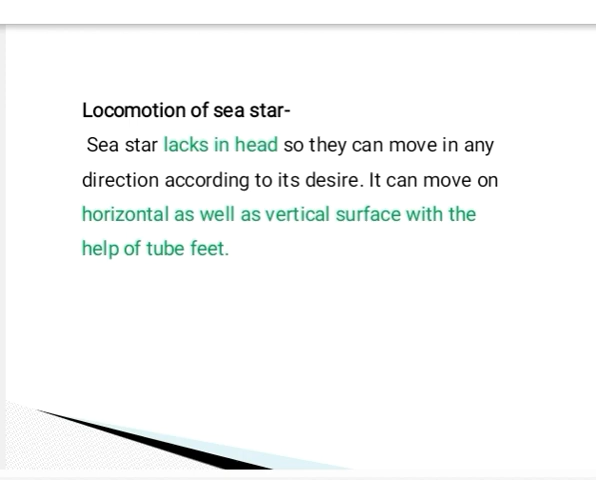 Locomotion of sea star-
Sea star lacks in head so they can move in any
direction according to its desire. It can move on
horizontal as well as vertical surface with the
help of tube feet.